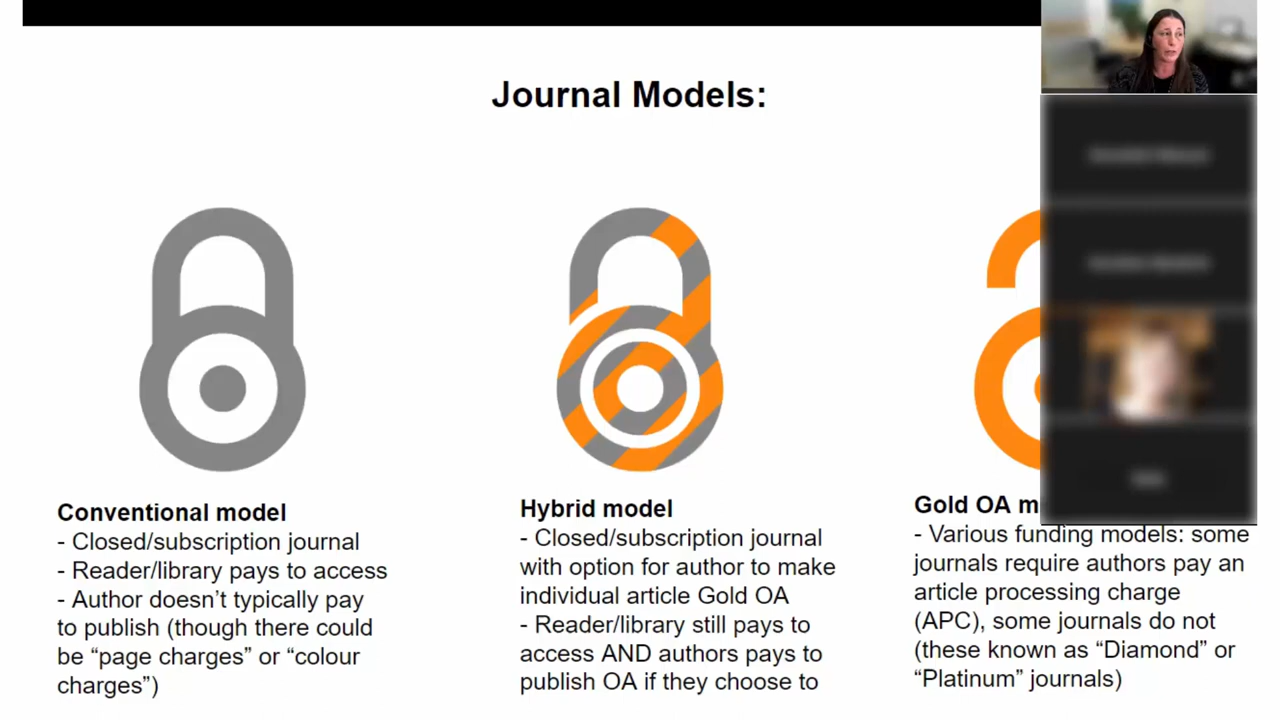 Journal Models:
Conventional model
- Closed/subscription journal
- Reader/library pays to access
- Author doesn’t typically pay
to publish (though there could
be “page charges” or “colour
charges”)
Hybrid model
- Closed/subscription journal
with option for author to make
individual article Gold OA
- Reader/library still pays to
access AND authors pays to
publish OA if they choose to
Gold OA
- Various funding models: some
journals require authors pay an
article processing charge
(APC), some journals do not
(these known as “Diamond” or
“Platinum” journals)